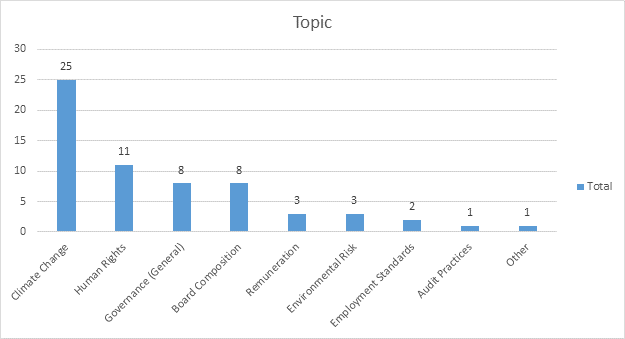 Topic
30
25
20
15
10
5
0
25
11
8
8
3
3
2
1
1
Climate Change
Human Rights
Governance (General)
Board Composition
Remuneration
Environmental Risk
Employment Standards
Audit Practices
Other
Total